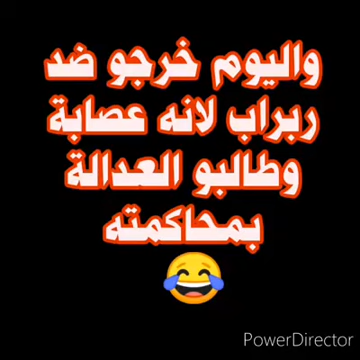 واليوم خرجو ضد
ربراب لانه عصابة
وطالبو العدالة
بمحاكمته
😂
PowerDirector